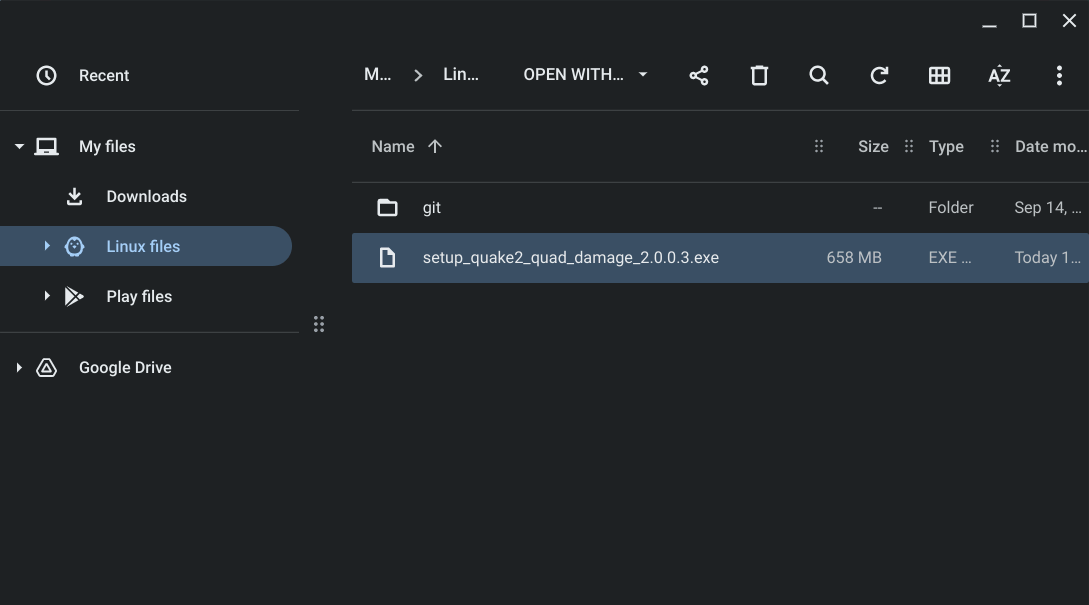 Recent
My files
Downloads
Linux files
Play files
Google Drive
M... Lin... OPEN WITH... AZ
Name Size Type Date mo...
git -- Folder Sep 14, ...
setup_quake2_quad_damage_2.0.0.3.exe 658 MB EXE ... Today 1...